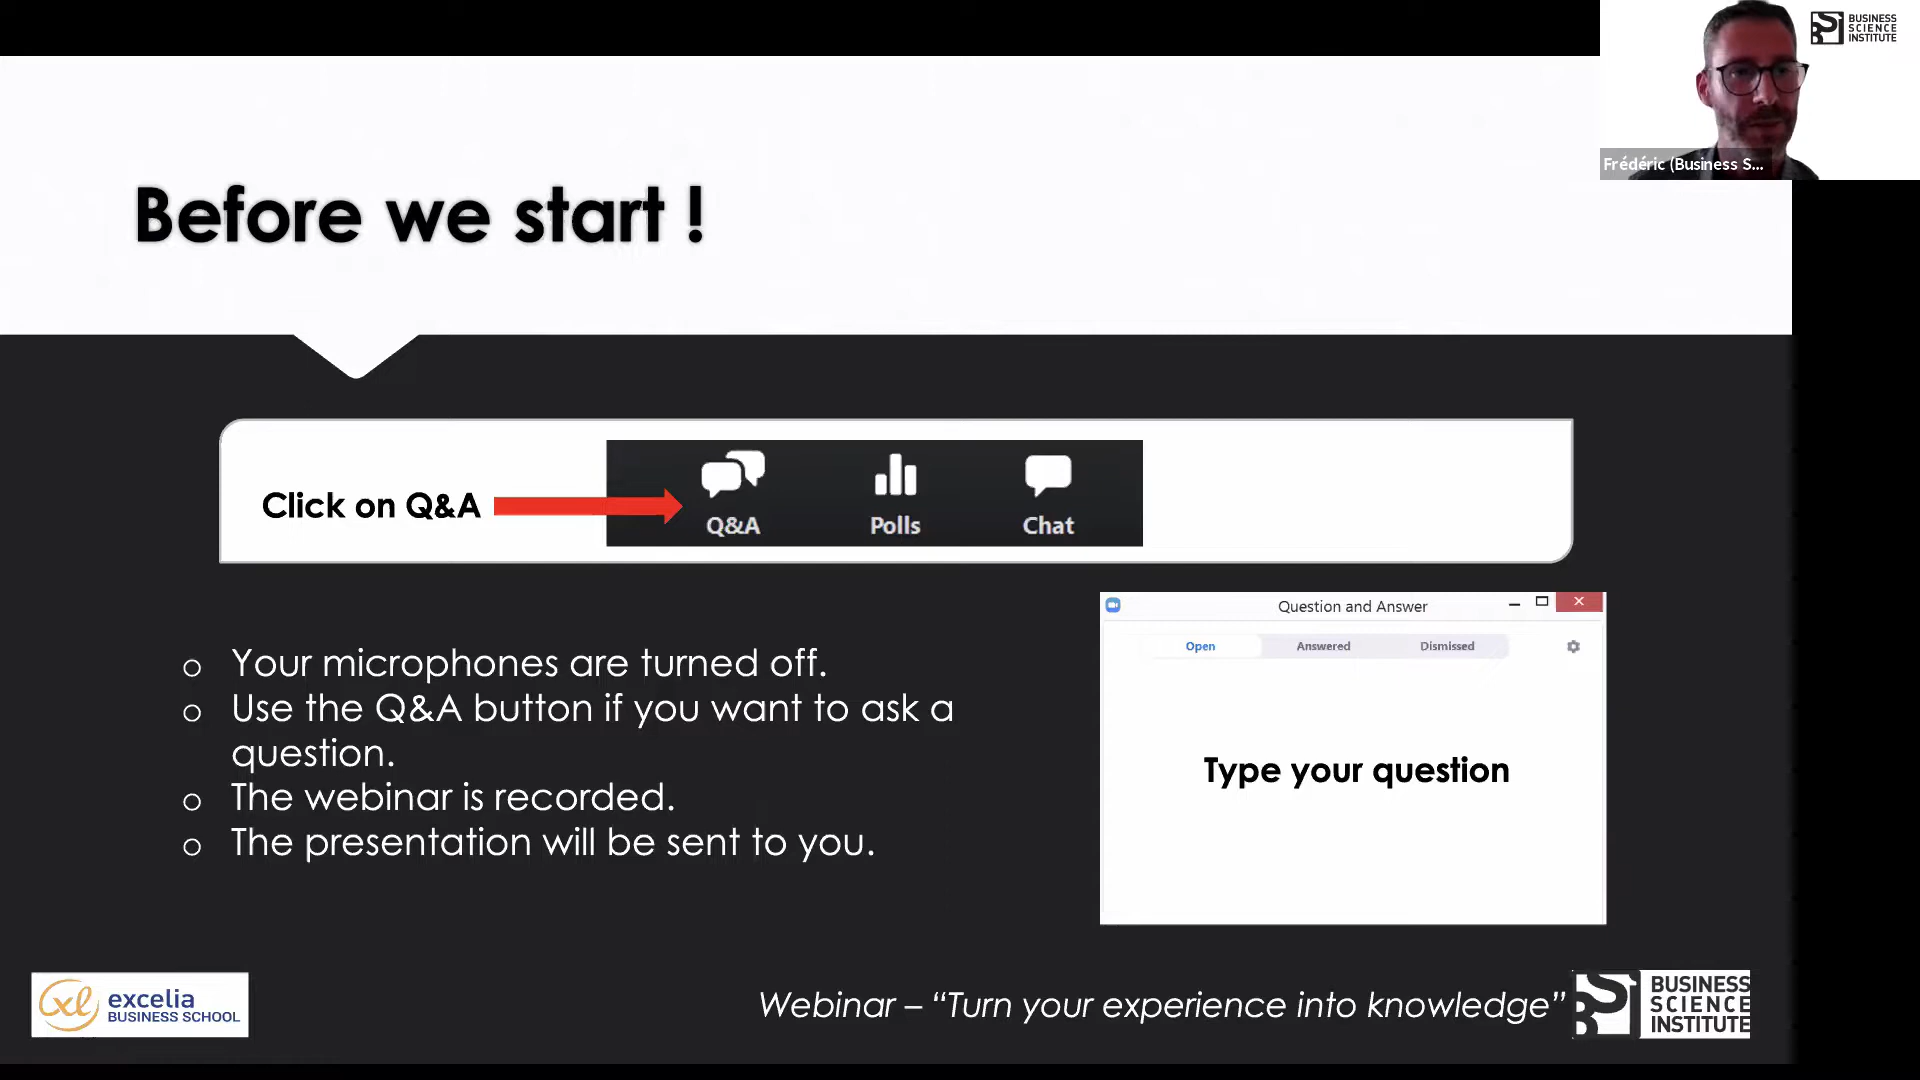 BUSINESS
SCIENCE
INSTITUTE
Frédéric (Business S...
Before we start !
Click on Q&A
Q&A
Polls
Chat
Question and Answer
Open
Answered
Dismissed
Type your question
o Your microphones are turned off.
o Use the Q&A button if you want to ask a
question.
o The webinar is recorded.
o The presentation will be sent to you.
excelia
BUSINESS SCHOOL
Webinar – “Turn your experience into knowledge”
BUSINESS
SCIENCE
INSTITUTE